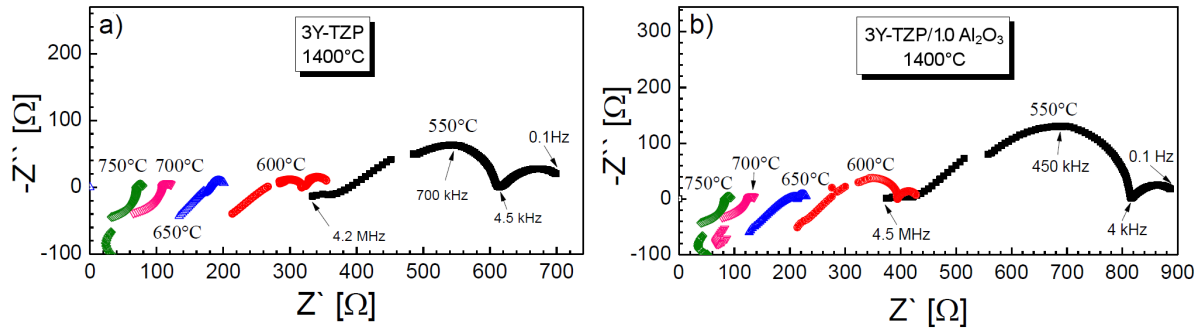 a)
3Y-TZP
1400°C
-Z`` [Ω]
200
100
0
-100
750°C
700°C
650°C
600°C
550°C
700 kHz
4.2 MHz
4.5 kHz
0.1Hz
0 100 200 300 400 500 600 700
Z` [Ω]
b)
3Y-TZP/1.0 Al₂O₃
1400°C
-Z`` [Ω]
300
200
100
0
-100
750°C
700°C
650°C
600°C
550°C
450 kHz
4.5 MHz
4 kHz
0.1 Hz
0 100 200 300 400 500 600 700 800 900
Z` [Ω]